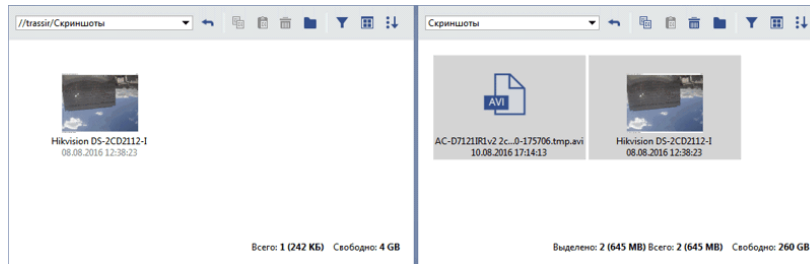 //trassir/Скриншоты
Hikvision DS-2CD2112-I
08.08.2016 12:38:23
Всего: 1 (242 КБ) Свободно: 4 GB
Скриншоты
AVI
AC-D7121IR1v2 2c...0-175706.tmp.avi
10.08.2016 17:14:13
Hikvision DS-2CD2112-I
08.08.2016 12:38:23
Выделено: 2 (645 MB) Всего: 2 (645 MB) Свободно: 260 GB